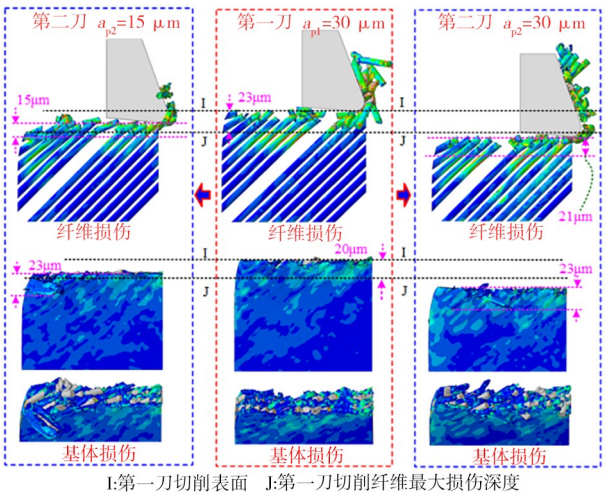 第二刀 ap2=15 μm
第一刀 ap1=30 μm
第二刀 ap2=30 μm
15μm
23μm
I
I
J
J
21μm
纤维损伤
纤维损伤
纤维损伤
23μm
I
20μm
I
J
J
23μm
基体损伤
基体损伤
基体损伤
I:第一刀切削表面 J:第一刀切削纤维最大损伤深度